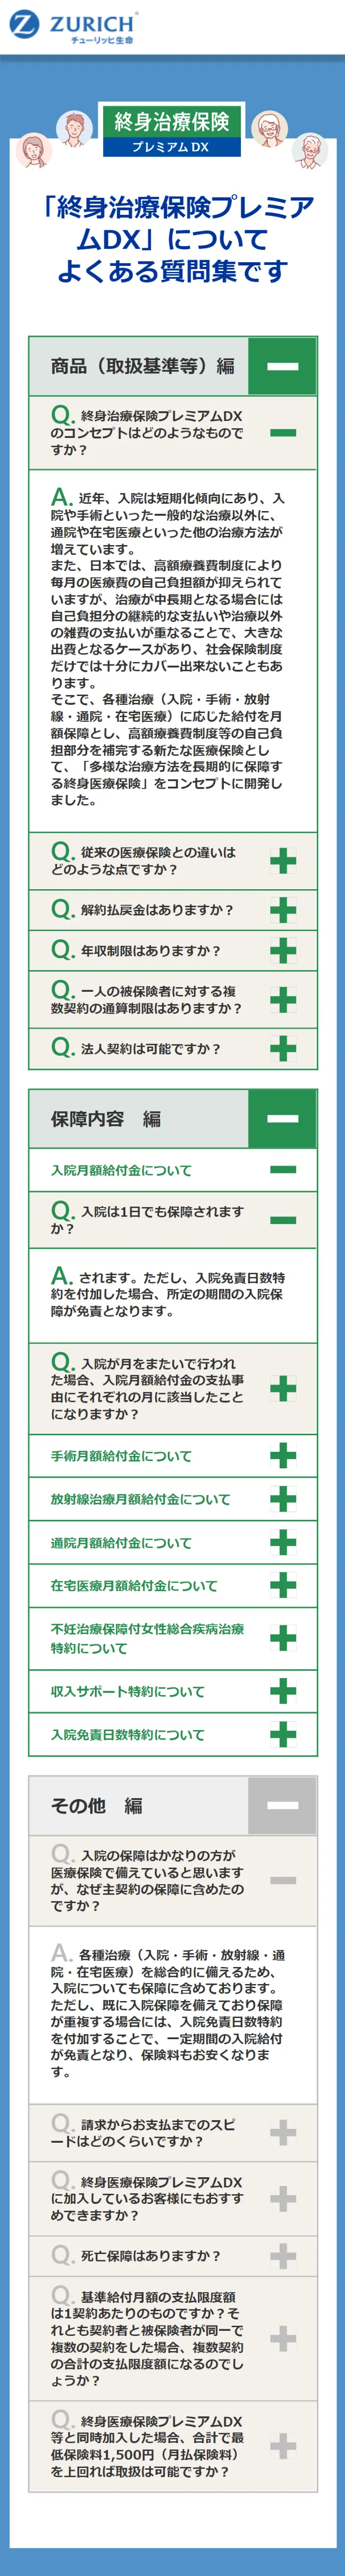 Z ZURICH
チューリッヒ生命
終身治療保険
プレミアム DX
「終身治療保険プレミア
ムDX」について
よくある質問集です
商品（取扱基準等）編
Q. 終身治療保険プレミアムDX
のコンセプトはどのようなもので
すか？
A. 近年、入院は短期化傾向にあり、入
院や手術といった一般的な治療以外に、
通院や在宅医療といった他の治療方法が
増えています。
また、日本では、高額療養費制度により
毎月の医療費の自己負担額が抑えられて
いますが、治療が中長期となる場合には
自己負担分の継続的な支払いや治療以外
の雑費の支払いが重なることで、大きな
出費となるケースがあり、社会保険制度
だけでは十分にカバー出来ないこともあ
ります。
そこで、各種治療（入院・手術・放射
線・通院・在宅医療）に応じた給付を月
額保障とし、高額療養費制度等の自己負
担部分を補完する新たな医療保険とし
て、「多様な治療方法を長期的に保障す
る終身医療保険」をコンセプトに開発し
ました。
Q. 従来の医療保険との違いは
どのような点ですか？
Q. 解約払戻金はありますか？
Q. 年収制限はありますか？
Q. 一人の被保険者に対する複
数契約の通算制限はありますか？
Q. 法人契約は可能ですか？
保障内容　編
入院月額給付金について
Q. 入院は1日でも保障されます
か？
A. されます。ただし、入院免責日数特
約を付加した場合、所定の期間の入院保
障が免責となります。
Q. 入院が月をまたいで行われ
た場合、入院月額給付金の支払事
由にそれぞれの月に該当したこと
になりますか？
手術月額給付金について
放射線治療月額給付金について
通院月額給付金について
在宅医療月額給付金について
不妊治療保障付女性総合疾病治療
特約について
収入サポート特約について
入院免責日数特約について
その他　編
Q. 入院の保障はかなりの方が
医療保険で備えていると思います
が、なぜ主契約の保障に含めたの
ですか？
A. 各種治療（入院・手術・放射線・通
院・在宅医療）を総合的に備えるため、
入院についても保障に含めております。
ただし、既に入院保障を備えており保障
が重複する場合には、入院免責日数特約
を付加することで、一定期間の入院給付
が免責となり、保険料もお安くなりま
す。
Q. 請求からお支払までのスピ
ードはどのくらいですか？
Q. 終身医療保険プレミアムDX
に加入しているお客様にもおすす
めできますか？
Q. 死亡保障はありますか？
Q. 基準給付月額の支払限度額
は1契約あたりのものですか？そ
れとも契約者と被保険者が同一で
複数の契約をした場合、複数契約
の合計の支払限度額になるのでし
ょうか？
Q. 終身医療保険プレミアムDX
等と同時加入した場合、合計で最
低保険料1,500円（月払保険料）
を上回れば取扱は可能ですか？